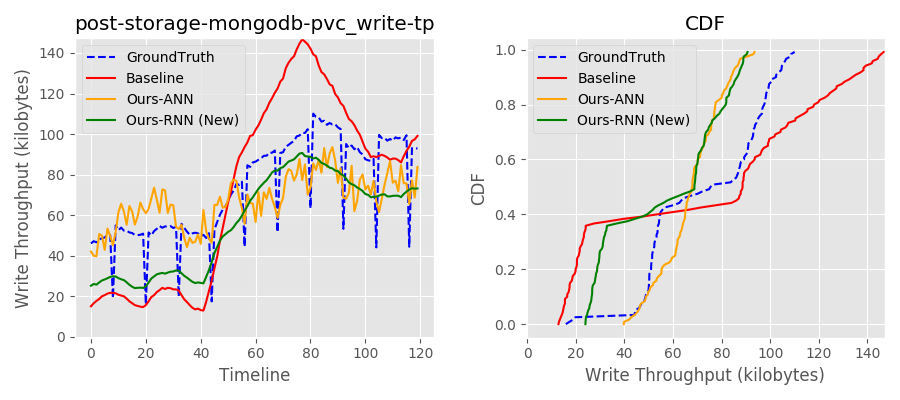 post-storage-mongodb-pvc_write-tp
Write Throughput (kilobytes)
140
120
100
80
60
40
20
0
GroundTruth
Baseline
Ours-ANN
Ours-RNN (New)
0 20 40 60 80 100 120
Timeline
CDF
CDF
1.0
0.8
0.6
0.4
0.2
0.0
GroundTruth
Baseline
Ours-ANN
Ours-RNN (New)
0 20 40 60 80 100 120 140
Write Throughput (kilobytes)